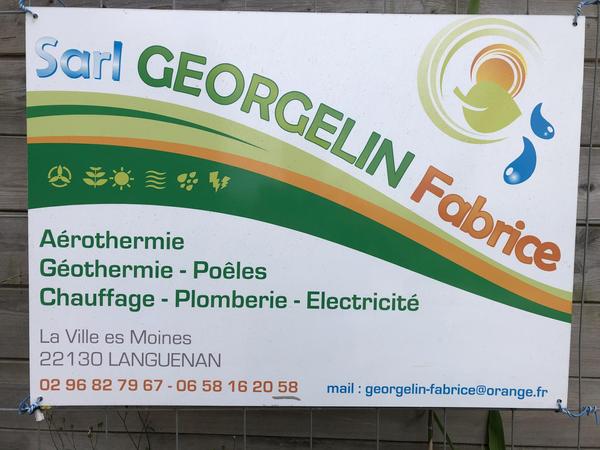 Sarl GEORGELIN Fabrice
Aérothermie
Géothermie - Poêles
Chauffage - Plomberie - Electricité
La Ville es Moines
22130 LANGUENAN
02 96 82 79 67 - 06 58 16 20 58
mail : georgelin-fabrice@orange.fr